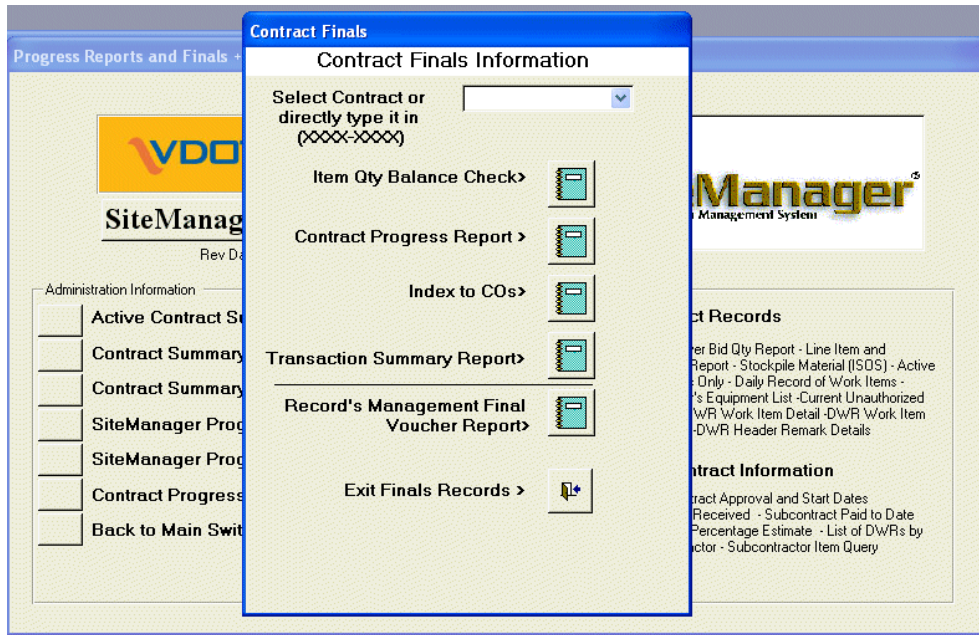 Contract Finals
Progress Reports and Finals
Contract Finals Information
Select Contract or
directly type it in
(XXXX-XXXX)
Item Qty Balance Check>
Contract Progress Report >
Index to COs>
Transaction Summary Report>
Record's Management Final
Voucher Report>
Exit Finals Records >
VDO
SiteManag
Rev Da
Manager®
Management System
Administration Information
Active Contract Su
Contract Summary
Contract Summary
SiteManager Prog
SiteManager Prog
Contract Progress
Back to Main Swit
ct Records
er Bid Qty Report - Line Item and
Report - Stockpile Material (ISOS) - Active
Only - Daily Record of Work Items -
's Equipment List -Current Unauthorized
WR Work Item Detail -DWR Work Item
-DWR Header Remark Details
ntract Information
ract Approval and Start Dates
Received - Subcontract Paid to Date
Percentage Estimate - List of DWRs by
ctor - Subcontractor Item Query